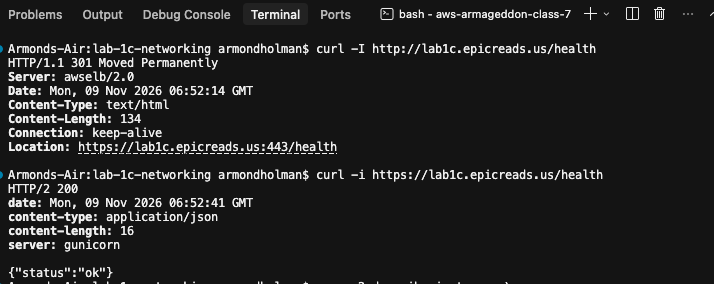 Output Debug Console Terminal Ports bash - aws-armageddon-class-7
Armonds-Air:lab-1c-networking armondholman$ curl -I http://lab1c.epicreads.us/health
HTTP/1.1 301 Moved Permanently
Server: awselb/2.0
Date: Mon, 09 Nov 2026 06:52:14 GMT
Content-Type: text/html
Content-Length: 134
Connection: keep-alive
Location: https://lab1c.epicreads.us:443/health
Armonds-Air:lab-1c-networking armondholman$ curl -i https://lab1c.epicreads.us/health
HTTP/2 200
date: Mon, 09 Nov 2026 06:52:41 GMT
content-type: application/json
content-length: 16
server: gunicorn
{"status":"ok"}